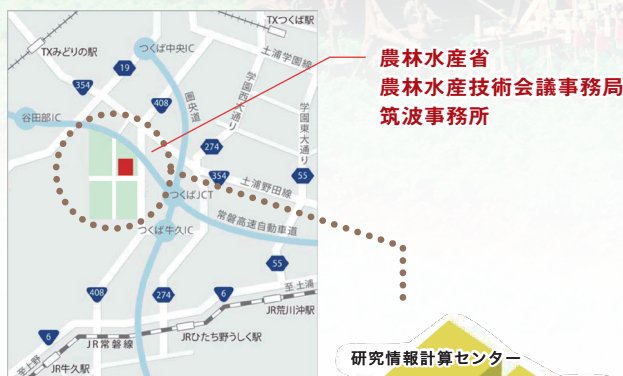 TXつくば駅
TXみどりの駅
つくば中央IC
土浦学園線
19
354
408
谷田部IC
圏央道
学園西大通り
学園東大通り
274
354
55
土浦野田線
つくばJCT
常磐高速自動車道
つくば牛久IC
55
408
274
6
至土浦
JR荒川沖駅
6
JR常磐線
JRひたち野うしく駅
至上野
JR牛久駅
農林水産省
農林水産技術会議事務局
筑波事務所
研究情報計算センター